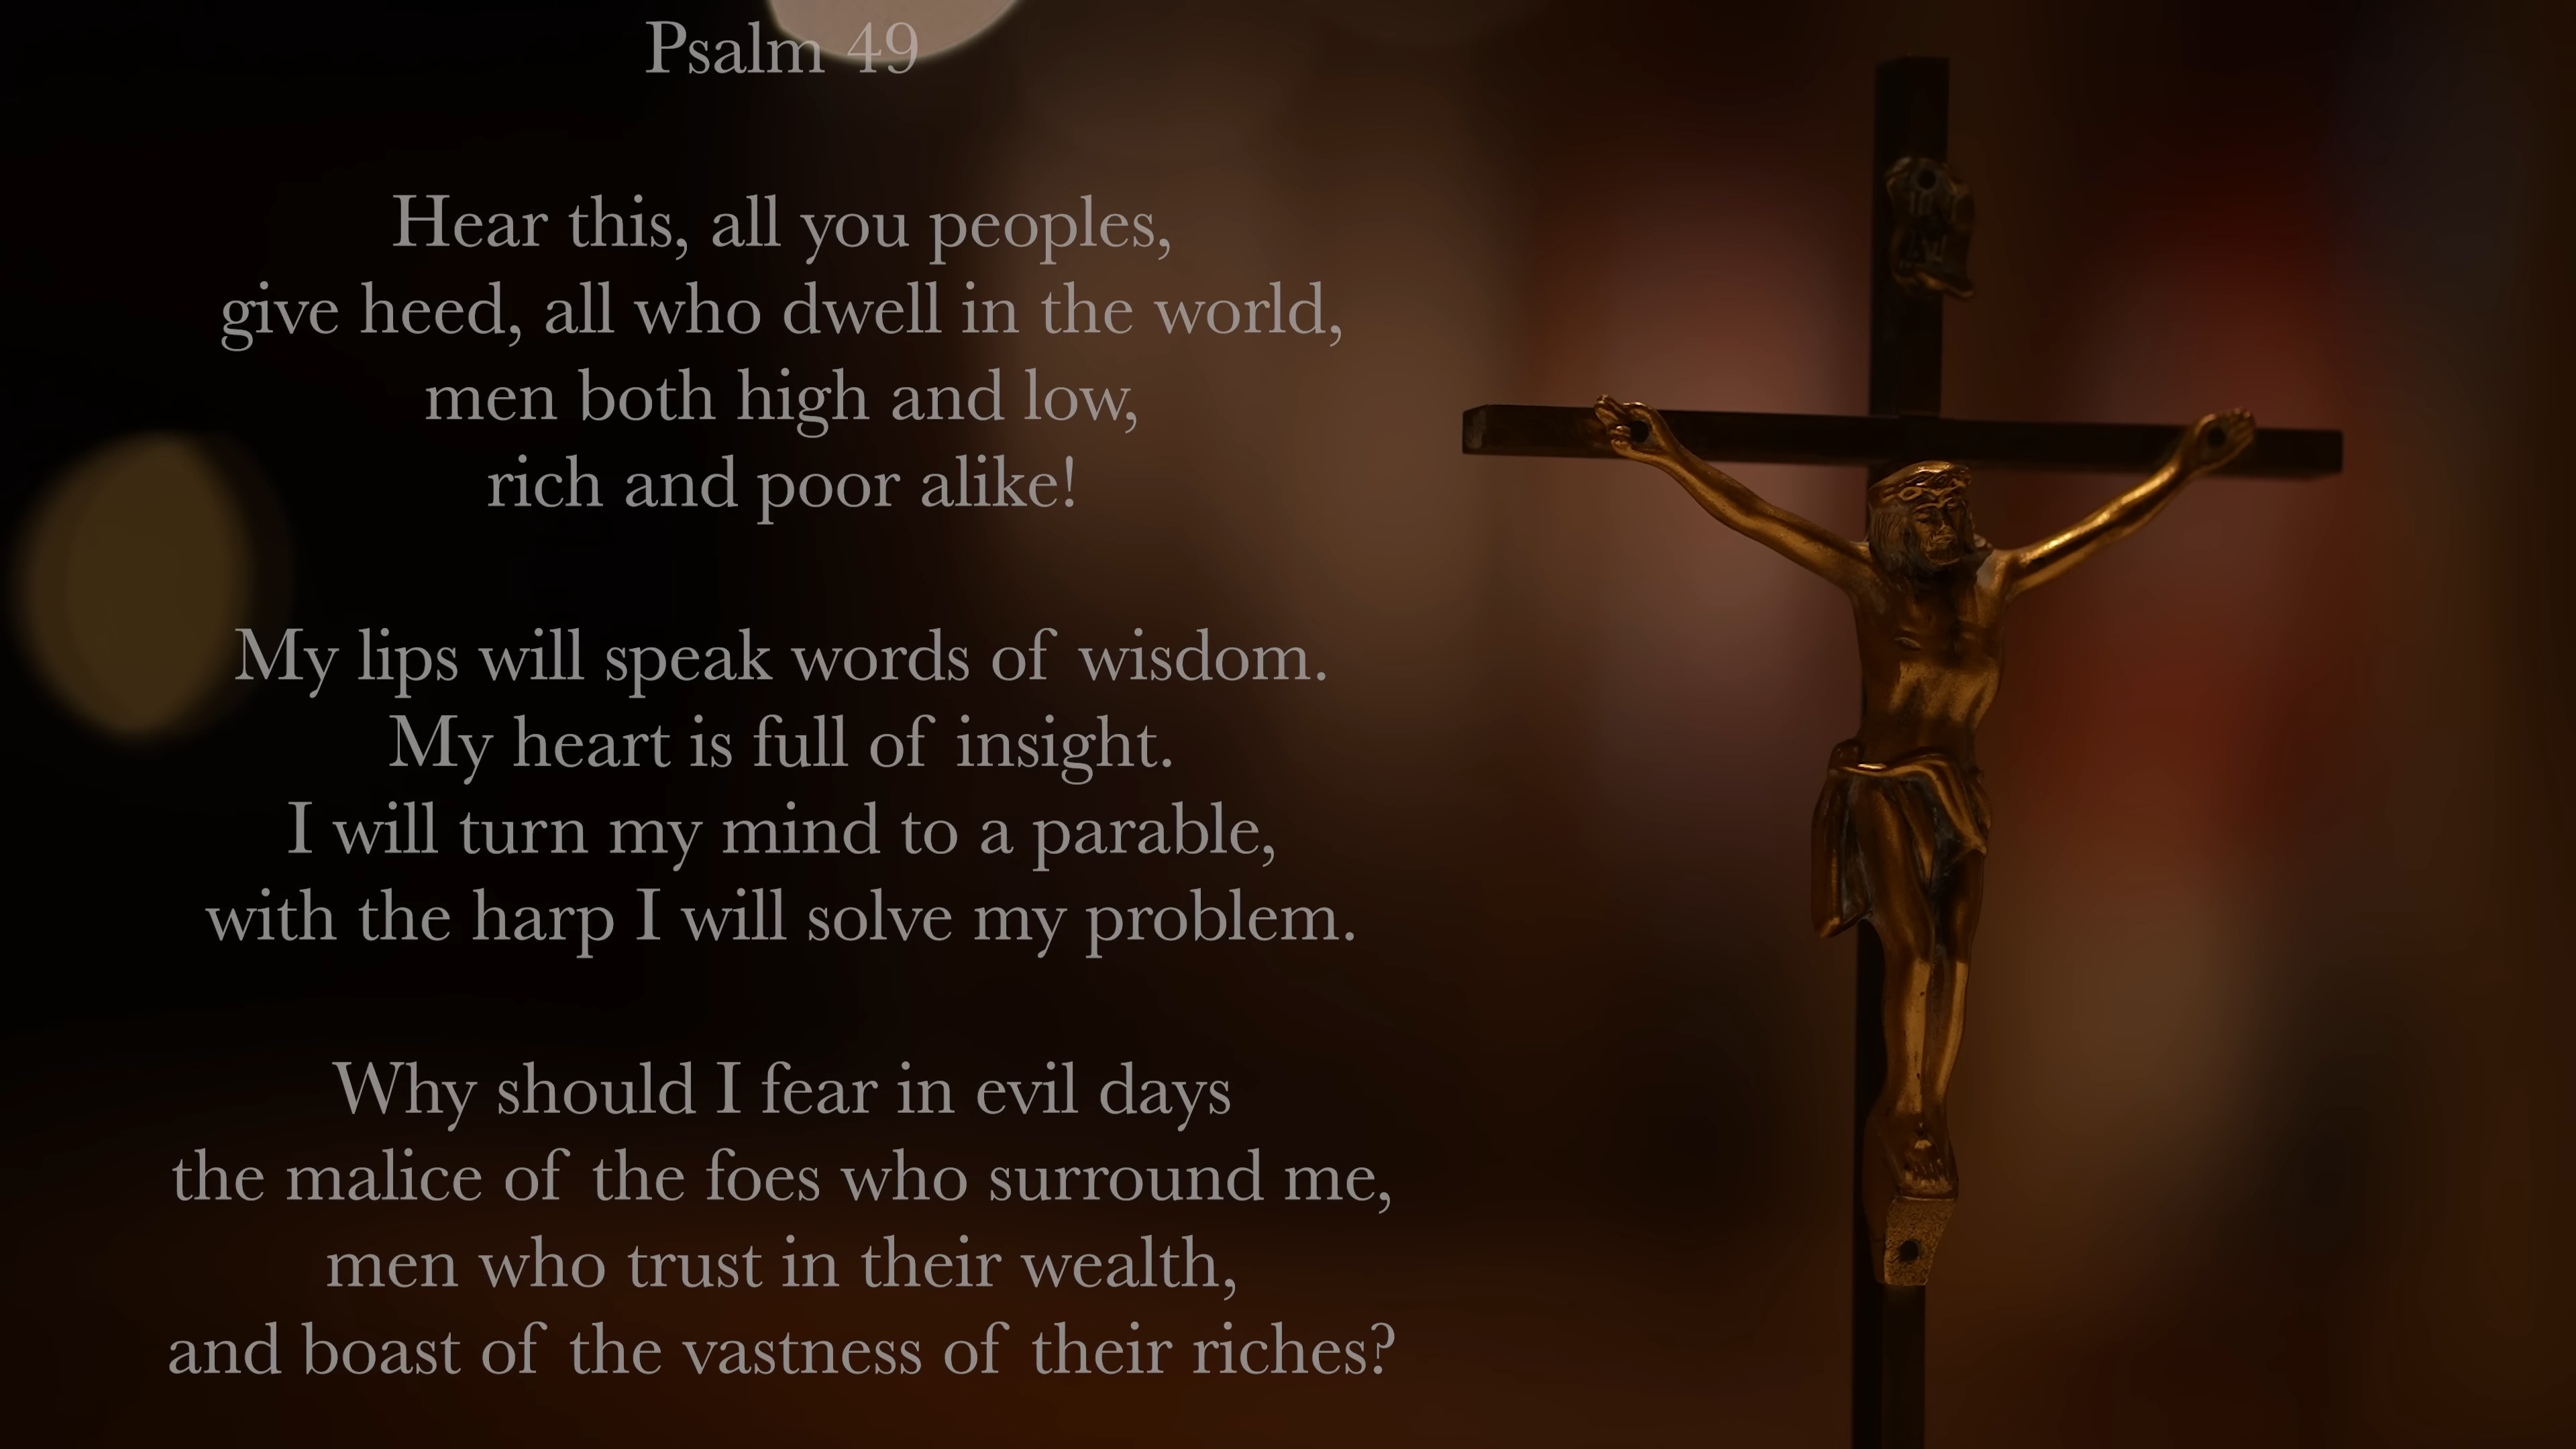 Psalm 49
Hear this, all you peoples,
give heed, all who dwell in the world,
men both high and low,
rich and poor alike!
My lips will speak words of wisdom.
My heart is full of insight.
I will turn my mind to a parable,
with the harp I will solve my problem.
Why should I fear in evil days
the malice of the foes who surround me,
men who trust in their wealth,
and boast of the vastness of their riches?